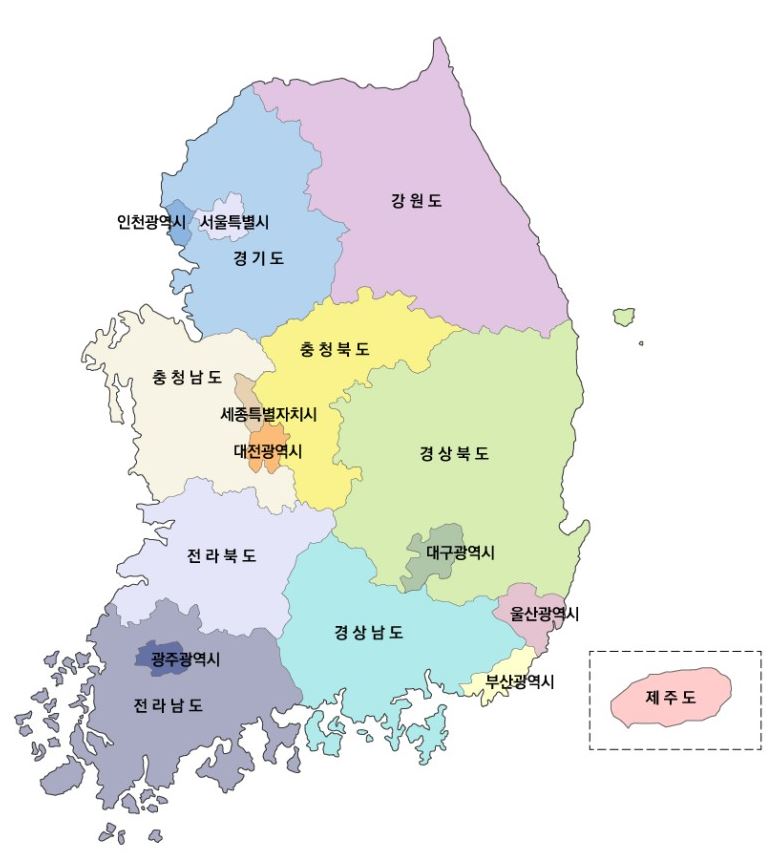 강원도
인천광역시
서울특별시
경기도
충청북도
충청남도
세종특별자치시
대전광역시
경상북도
대구광역시
전라북도
울산광역시
경상남도
광주광역시
부산광역시
제주도
전라남도